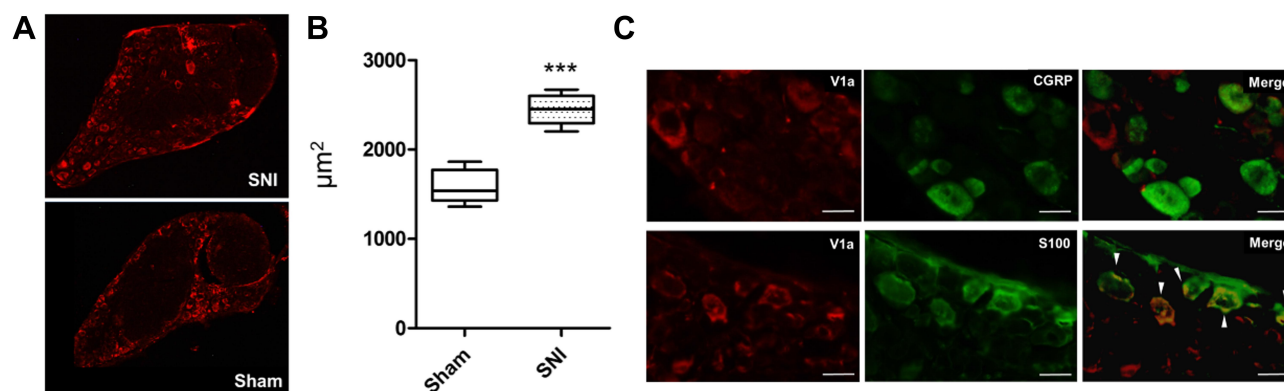 A
B
C
SNI
Sham
3000
2000
1000
0
µm²
***
Sham
SNI
V1a
CGRP
Merge
V1a
S100
Merge